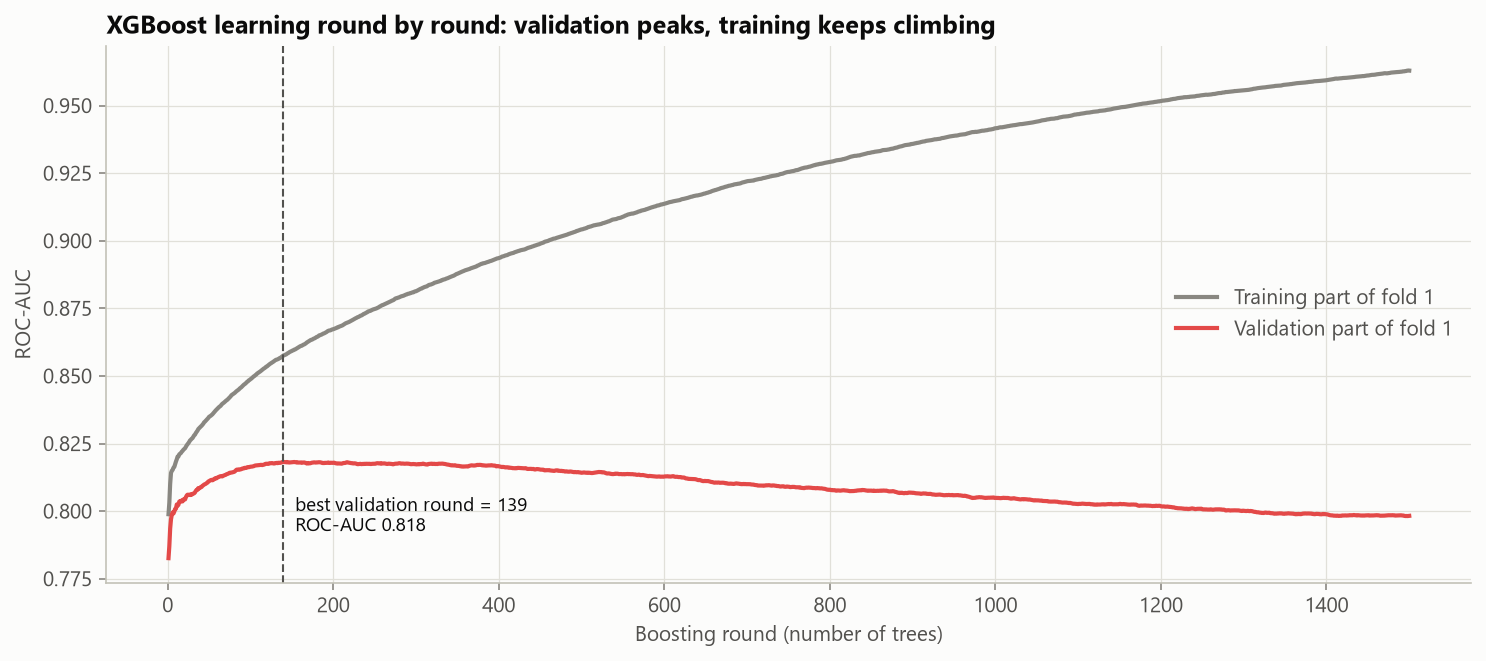 XGBoost learning round by round: validation peaks, training keeps climbing
ROC-AUC
0.950
0.925
0.900
0.875
0.850
0.825
0.800
0.775
Training part of fold 1
Validation part of fold 1
best validation round = 139
ROC-AUC 0.818
0 200 400 600 800 1000 1200 1400
Boosting round (number of trees)